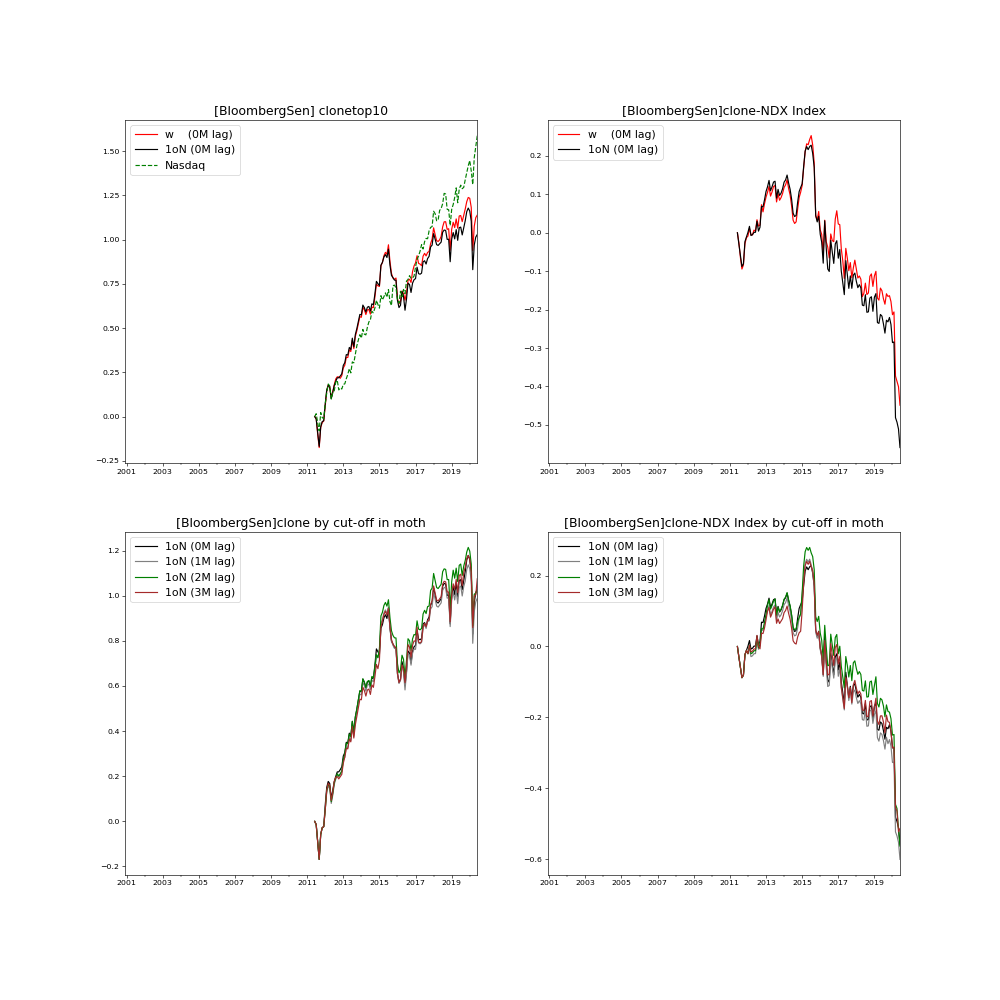 [BloombergSen] clonetop10
w    (0M lag)
1oN (0M lag)
Nasdaq
1.50
1.25
1.00
0.75
0.50
0.25
0.00
−0.25
2001 2003 2005 2007 2009 2011 2013 2015 2017 2019
[BloombergSen]clone-NDX Index
w    (0M lag)
1oN (0M lag)
0.2
0.1
0.0
−0.1
−0.2
−0.3
−0.4
−0.5
2001 2003 2005 2007 2009 2011 2013 2015 2017 2019
[BloombergSen]clone by cut-off in moth
1oN (0M lag)
1oN (1M lag)
1oN (2M lag)
1oN (3M lag)
1.2
1.0
0.8
0.6
0.4
0.2
0.0
−0.2
2001 2003 2005 2007 2009 2011 2013 2015 2017 2019
[BloombergSen]clone-NDX Index by cut-off in moth
1oN (0M lag)
1oN (1M lag)
1oN (2M lag)
1oN (3M lag)
0.2
0.0
−0.2
−0.4
−0.6
2001 2003 2005 2007 2009 2011 2013 2015 2017 2019